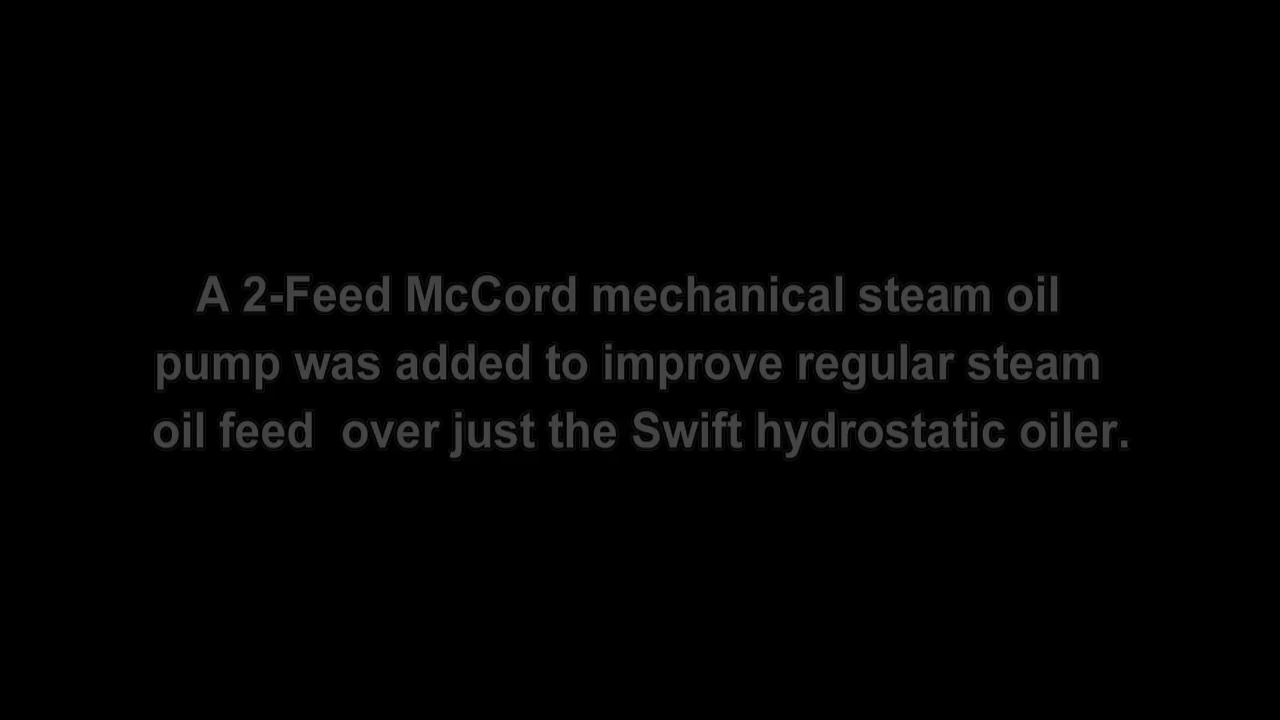 A 2-Feed McCord mechanical steam oil
pump was added to improve regular steam
oil feed  over just the Swift hydrostatic oiler.